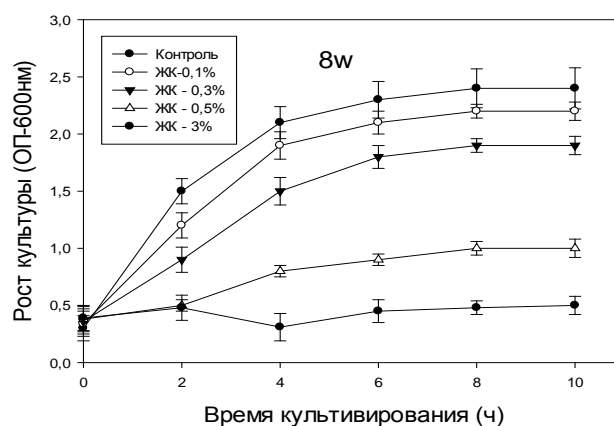 3,0
2,5
2,0
1,5
1,0
0,5
0,0
Рост культуры (ОП-600нм)
Контроль
ЖК-0,1%
ЖК - 0,3%
ЖК - 0,5%
ЖК - 3%
8w
0 2 4 6 8 10
Время культивирования (ч)